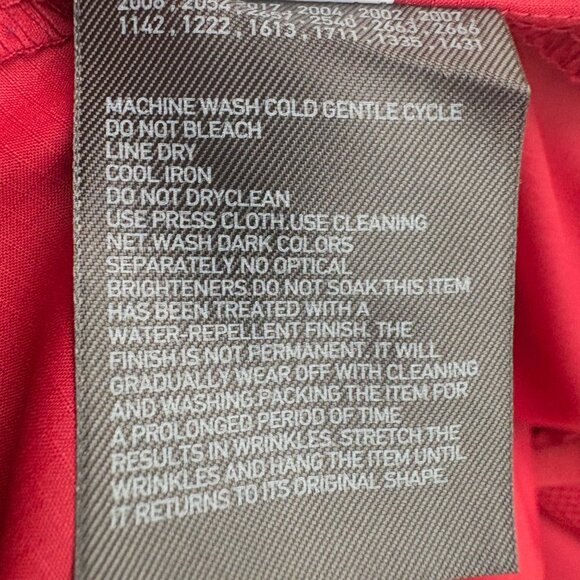 2006, 2054
1142, 1222, 1613, 1711, 1335, 1431
MACHINE WASH COLD GENTLE CYCLE
DO NOT BLEACH
LINE DRY
COOL IRON
DO NOT DRYCLEAN
USE PRESS CLOTH.USE CLEANING
NET.WASH DARK COLORS
SEPARATELY.NO OPTICAL
BRIGHTENERS.DO NOT SOAK.THIS ITEM
HAS BEEN TREATED WITH A
WATER-REPELLENT FINISH. THE
FINISH IS NOT PERMANENT. IT WILL
GRADUALLY WEAR OFF WITH CLEANING
AND WASHING.PACKING THE ITEM FOR
A PROLONGED PERIOD OF TIME
RESULTS IN WRINKLES. STRETCH THE
WRINKLES AND HANG THE ITEM UNTIL
IT RETURNS TO ITS ORIGINAL SHAPE.